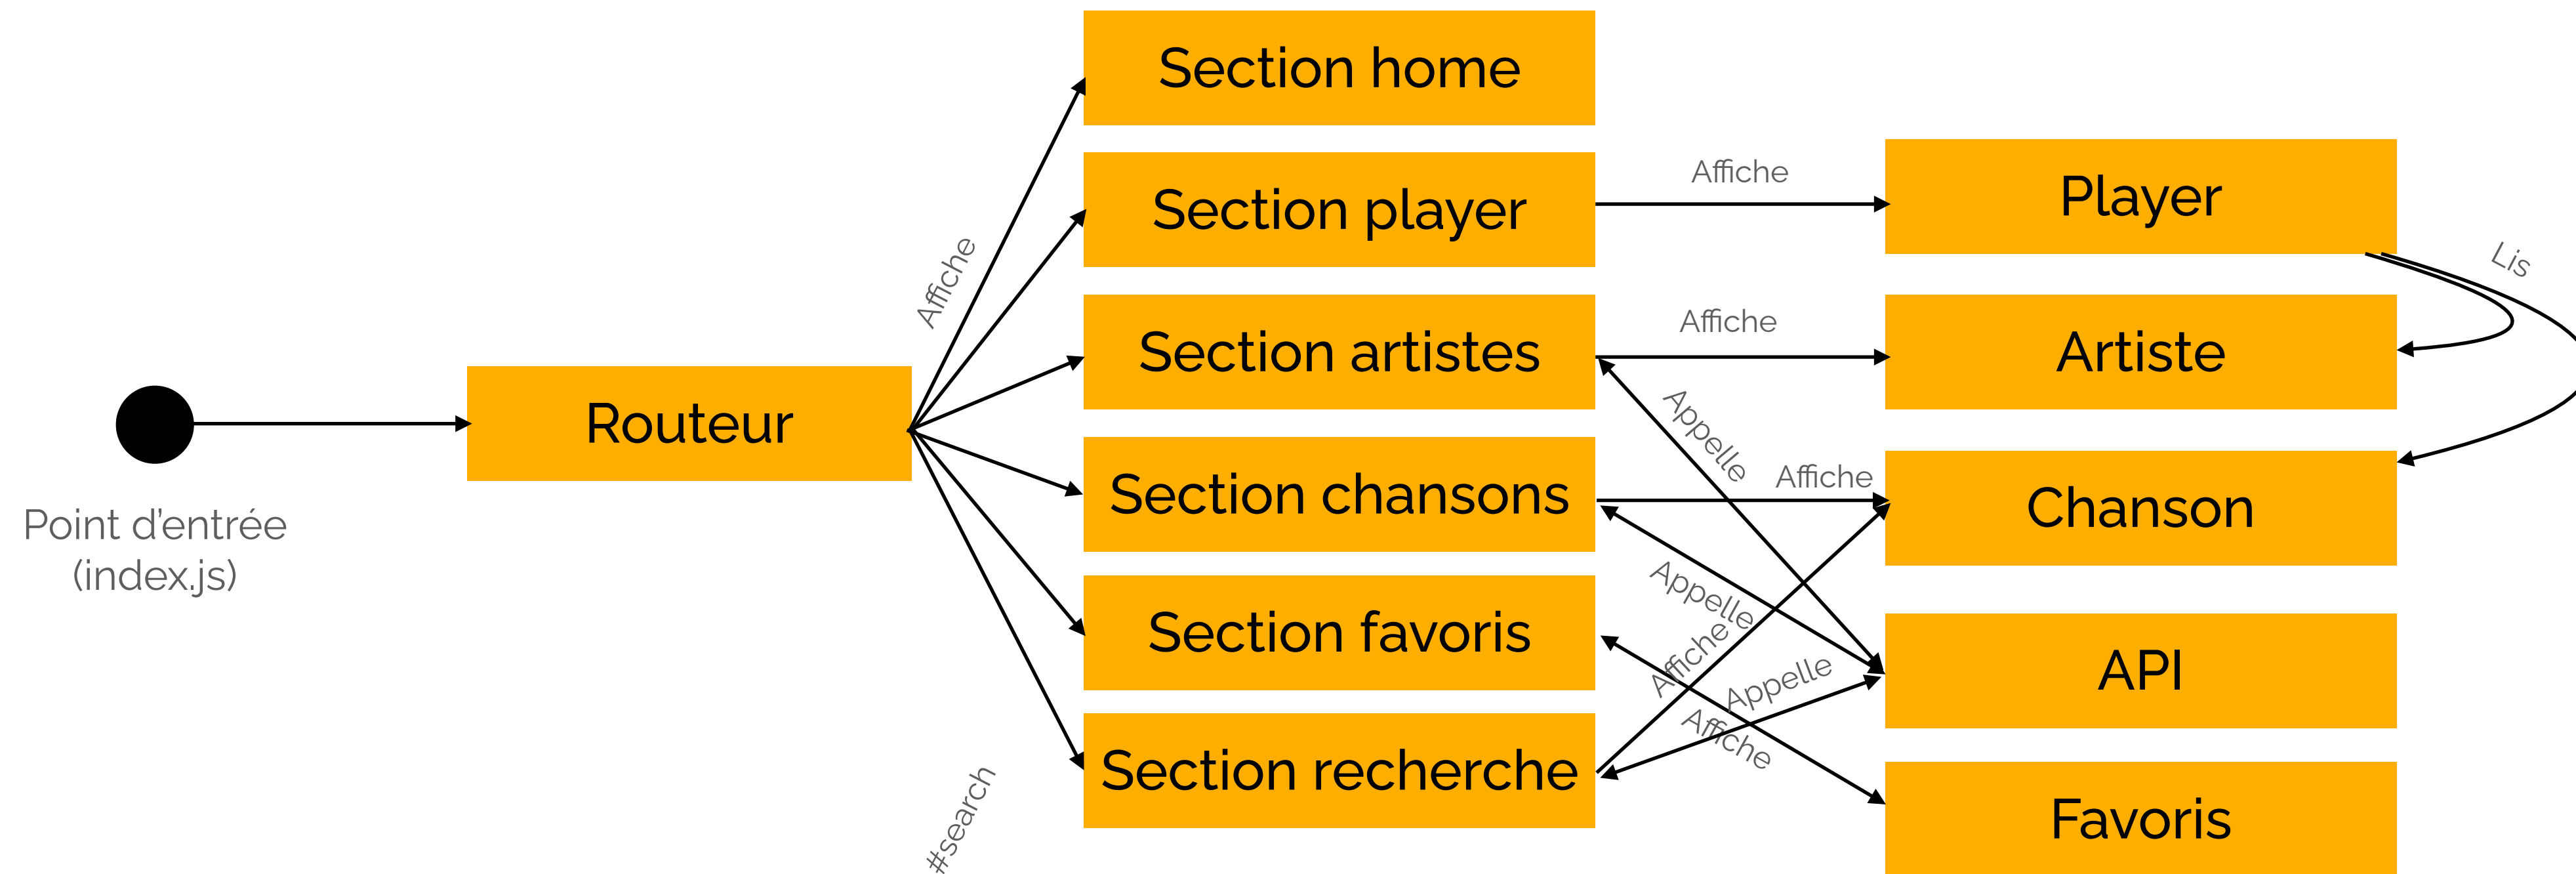 Section home
Affiche
Player
Section player
Lis
Affiche
Affiche
Artiste
Section artistes
Routeur
Appelle
Affiche
Section chansons
Chanson
Point d’entrée
(index.js)
Appelle
Section favoris
Affiche
API
Appelle
Affiche
Section recherche
#search
Favoris